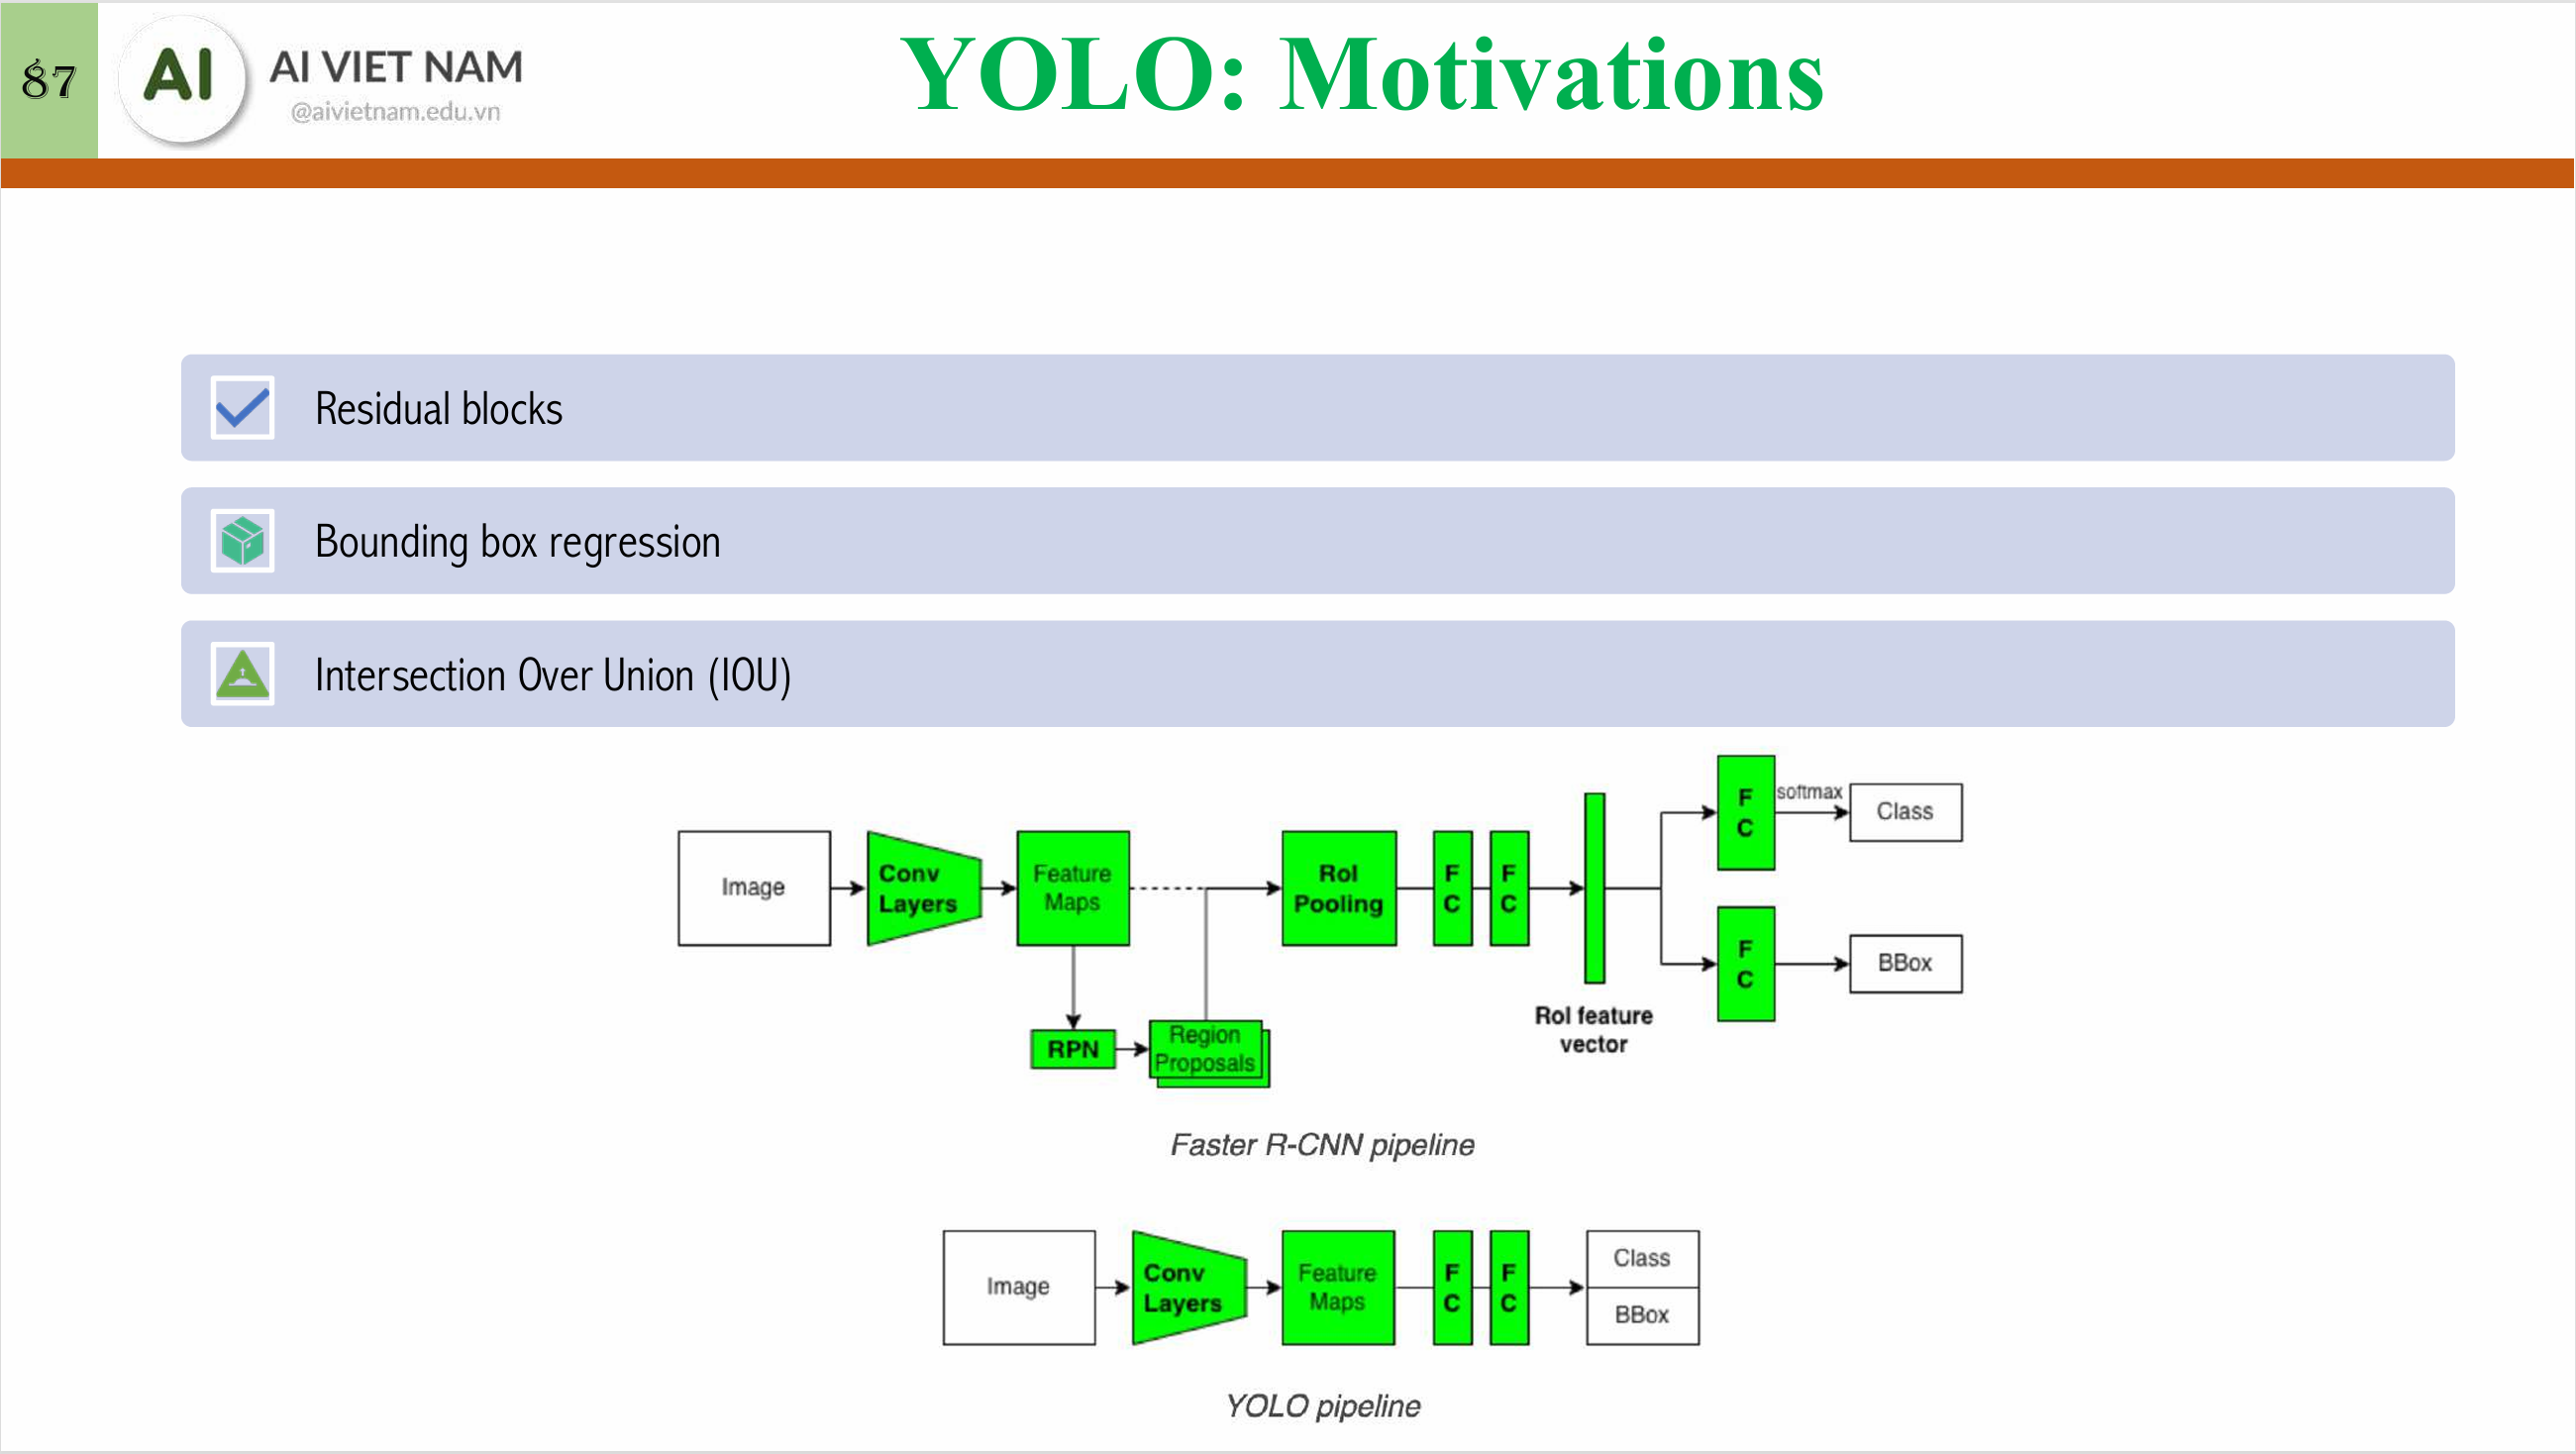 87
AI
AI VIET NAM
@aivietnam.edu.vn
YOLO: Motivations
Residual blocks
Bounding box regression
Intersection Over Union (IOU)
Image
Conv
Layers
Feature
Maps
RPN
Region
Proposals
RoI
Pooling
F
C
F
C
RoI feature
vector
F
C
softmax
Class
F
C
BBox
Faster R-CNN pipeline
Image
Conv
Layers
Feature
Maps
F
C
F
C
Class
BBox
YOLO pipeline